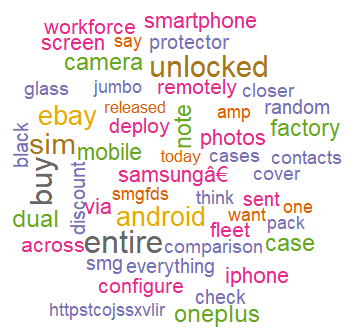 workforce smartphone
screen say protector
camera unlocked
glass jumbo remotely closer
ebay released amp random
deploy note photos factory
black sim mobile today cases contacts
samsungâ€ cover
buy discount smgfds think sent
via android want one
dual fleet pack
across entire comparison case
smg everything iphone
configure check
httpstcojssxvlir oneplus